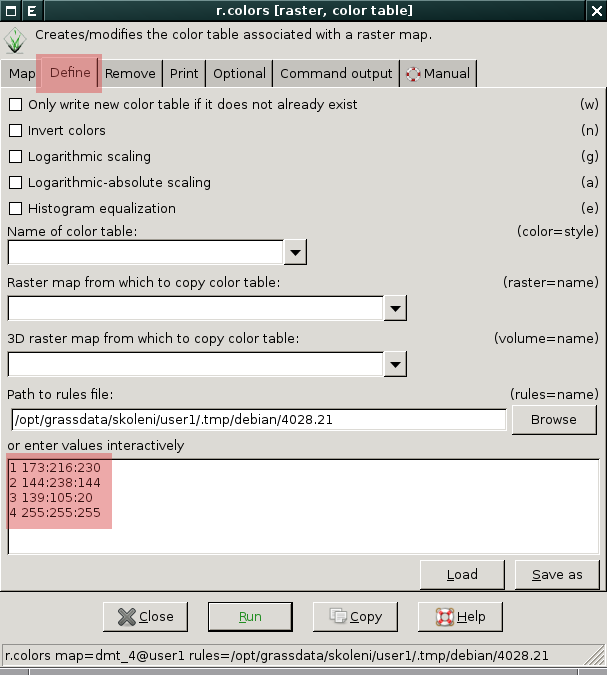 E r.colors [raster, color table]
Creates/modifies the color table associated with a raster map.
Map Define Remove Print Optional Command output Manual
Only write new color table if it does not already exist (w)
Invert colors (n)
Logarithmic scaling (g)
Logarithmic-absolute scaling (a)
Histogram equalization (e)
Name of color table: (color=style)
Raster map from which to copy color table: (raster=name)
3D raster map from which to copy color table: (volume=name)
Path to rules file: (rules=name)
/opt/grassdata/skoleni/user1/.tmp/debian/4028.21 Browse
or enter values interactively
1 173:216:230
2 144:238:144
3 139:105:20
4 255:255:255
Load Save as
Close Run Copy Help
r.colors map=dmt_4@user1 rules=/opt/grassdata/skoleni/user1/.tmp/debian/4028.21